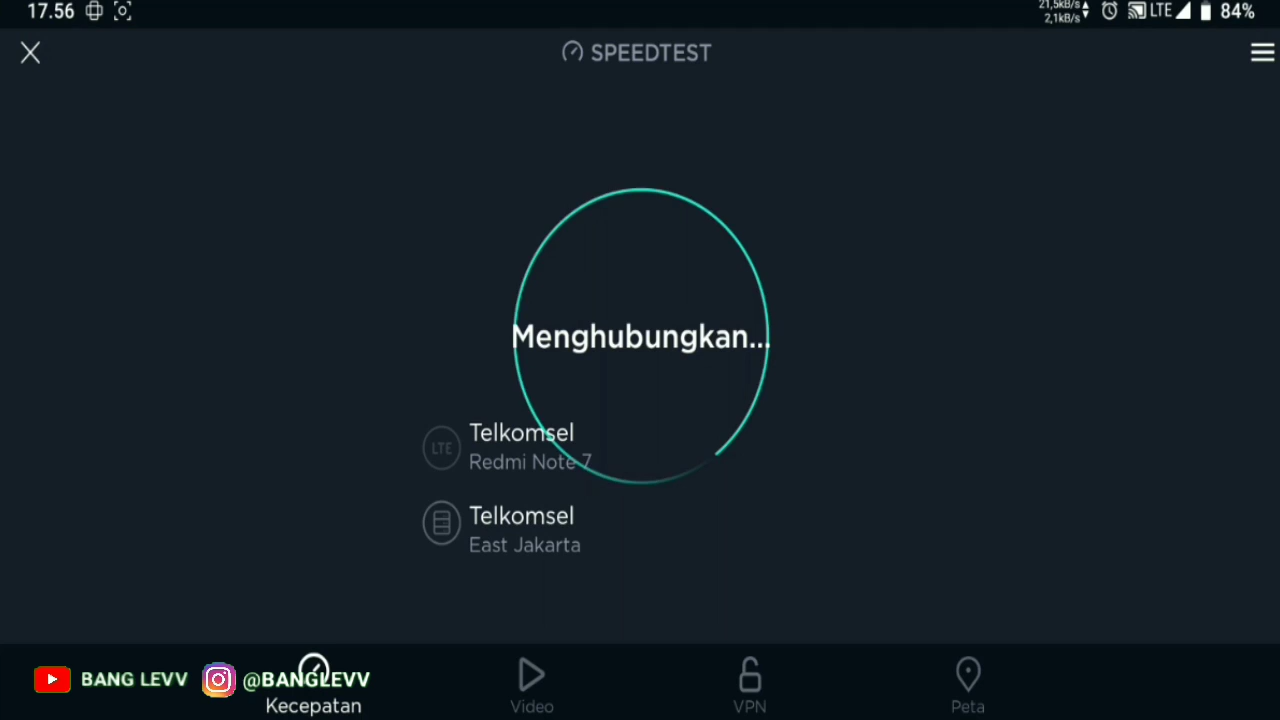 17.56
21,5kB/s
2,1kB/s
LTE
84%
SPEEDTEST
Menghubungkan...
LTE
Telkomsel
Redmi Note 7
Telkomsel
East Jakarta
BANG LEVV
@BANGLEVV
Kecepatan
Video
VPN
Peta